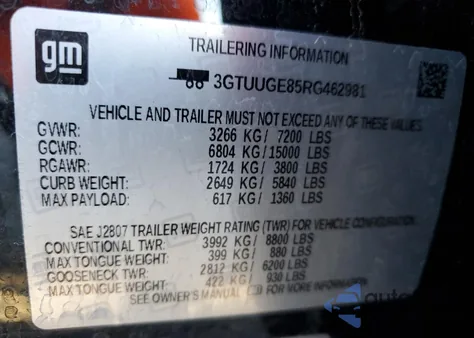 gm
TRAILERING INFORMATION
3GTUUGE85RG462981
VEHICLE AND TRAILER MUST NOT EXCEED ANY OF THESE VALUES.
GVWR: 3266 KG/ 7200 LBS
GCWR: 6804 KG/15000 LBS
RGAWR: 1724 KG/ 3800 LBS
CURB WEIGHT: 2649 KG/ 5840 LBS
MAX PAYLOAD: 617 KG/ 1360 LBS
SAE J2807 TRAILER WEIGHT RATING (TWR) FOR VEHICLE CONFIGURATION.
CONVENTIONAL TWR: 3992 KG/ 8800 LBS
MAX TONGUE WEIGHT: 399 KG/ 880 LBS
GOOSENECK TWR: 2812 KG/ 6200 LBS
MAX TONGUE WEIGHT: 422 KG/ 930 LBS
SEE OWNER'S MANUAL FOR MORE INFORMATION